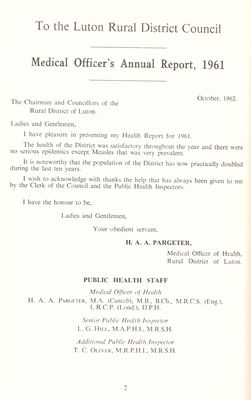 To the Luton Rural District Council
Medical Officer's Annual Report, 1961
October, 1962.
The Chairman and Councillors of the
Rural District of Luton.
Ladies and Gentlemen,
I have pleasure in presenting my Health Report for 1961.
The health of the District was satisfactory throughout the year and there were
no serious epidemics except Measles that was very prevalent.
It is noteworthy that the population of the District has now practically doubled
during the last ten years.
I wish to acknowledge with thanks the help that has always been given to me
by the Clerk of the Council and the Public Health Inspectors.
I have the honour to be,
Ladies and Gentlemen,
Your obedient servant,
H. A. A. PARGETER,
Medical Officer of Health,
Rural District of Luton.
PUBLIC HEALTH STAFF
Medical Officer of Health
H. A. A. PARGETER, M.A. (Cantab), M.B., B.Ch., M.R.C.S. (Eng.),
L.R.C.P. (Lond.), D.P.H.
Senior Public Health Inspector
L. G. HILL, M.A.P.H.I., M.R.S.H.
Additional Public Health Inspector
T. C. OLIVER, M.R.P.H.I., M.R.S.H.
2